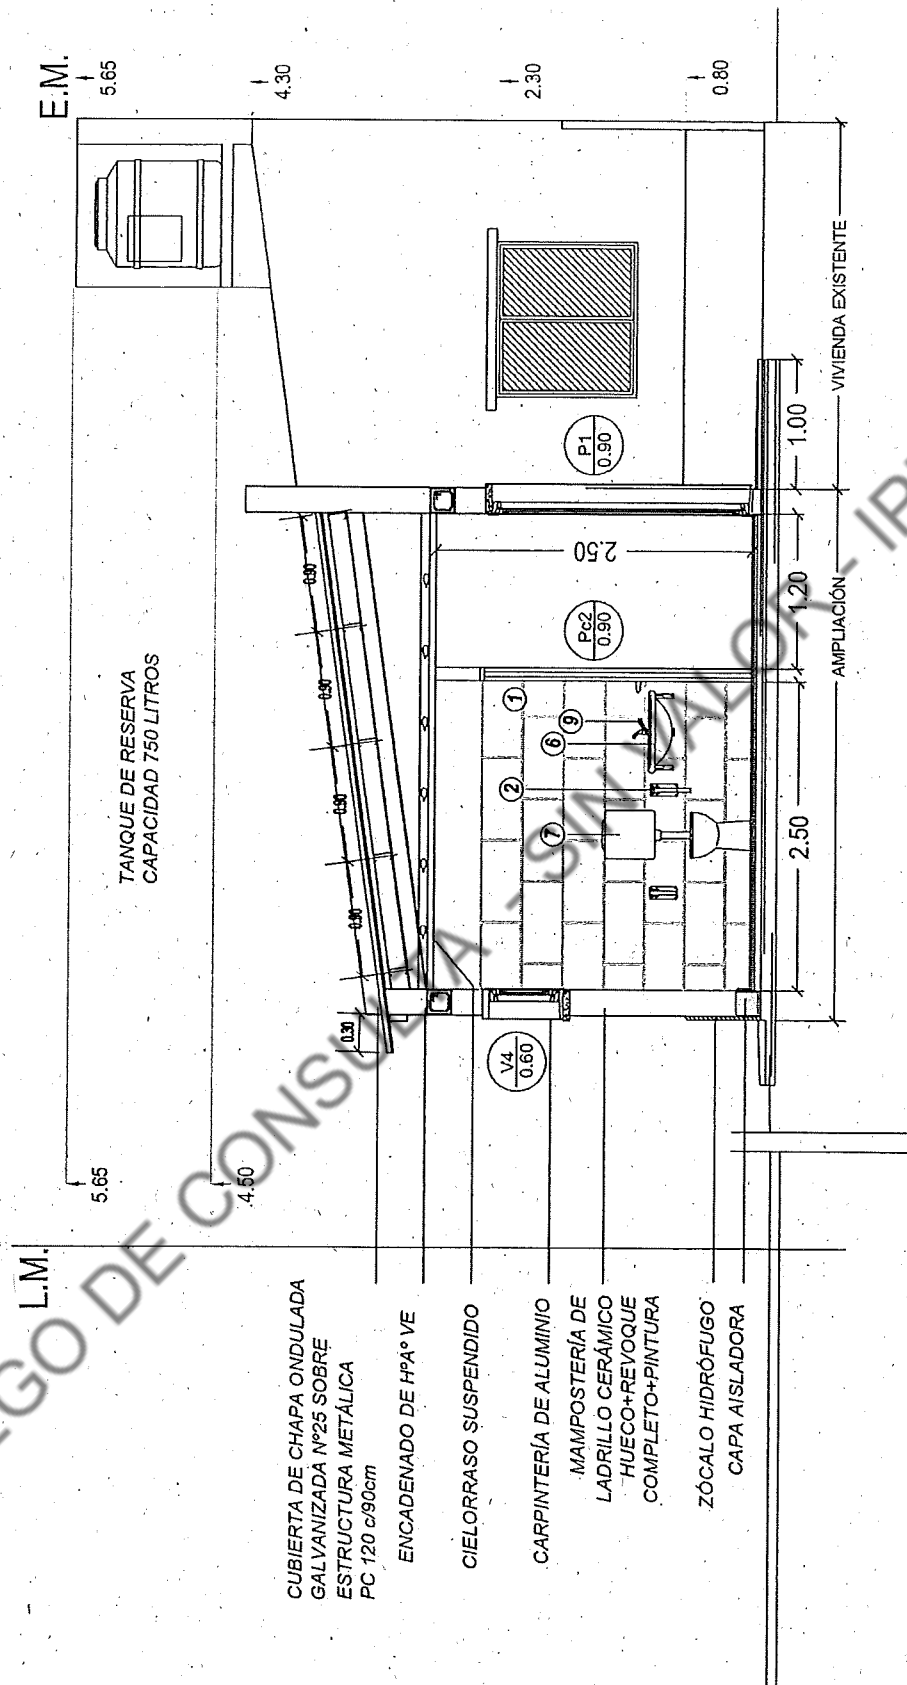 L.M.
E.M.
5.65
4.50
5.65
4.30
2.30
0.80
TANQUE DE RESERVA
CAPACIDAD 750 LITROS
0.30
0.90
0.90
0.90
0.90
CUBIERTA DE CHAPA ONDULADA
GALVANIZADA Nº25 SOBRE
ESTRUCTURA METÁLICA
PC 120 c/90cm
ENCADENADO DE HºAº VE
CIELORRASO SUSPENDIDO
CARPINTERÍA DE ALUMINIO
MAMPOSTERÍA DE
LADRILLO CERÁMICO
HUECO+REVOQUE
COMPLETO+PINTURA
ZÓCALO HIDRÓFUGO
CAPA AISLADORA
V4
0.60
7
2
6
9
1
Pc2
0.90
2.50
P1
0.90
2.50
1.20
1.00
AMPLIACIÓN
VIVIENDA EXISTENTE
GO DE CONSULTA - SIN VALOR - IP